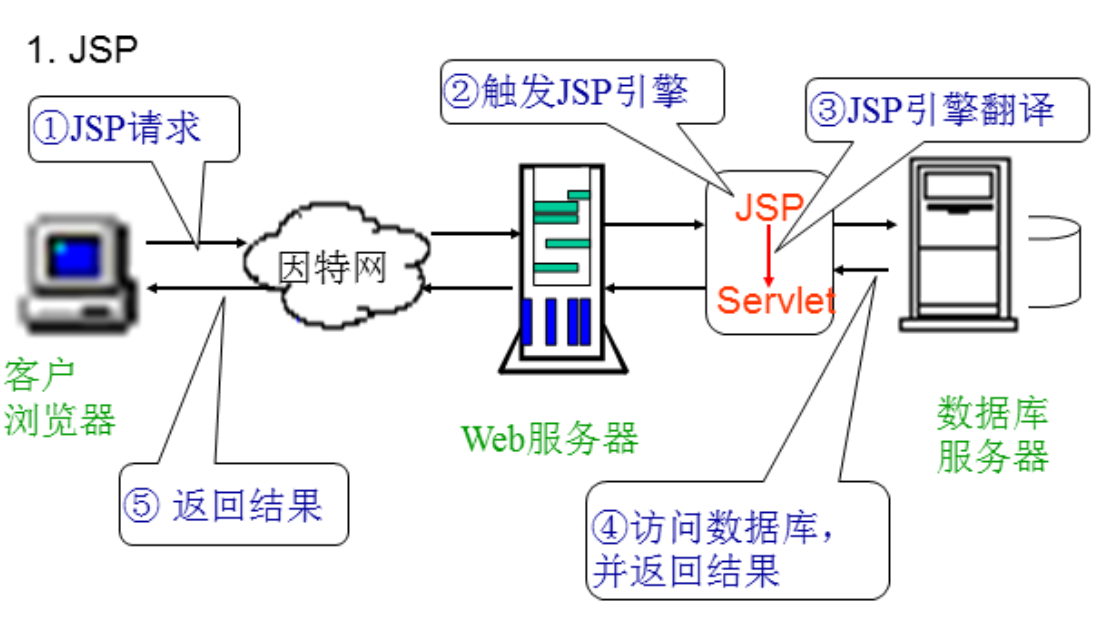 1. JSP
①JSP请求
②触发JSP引擎
③JSP引擎翻译
因特网
JSP
Servlet
客户
浏览器
Web服务器
数据库
服务器
⑤ 返回结果
④访问数据库，
并返回结果